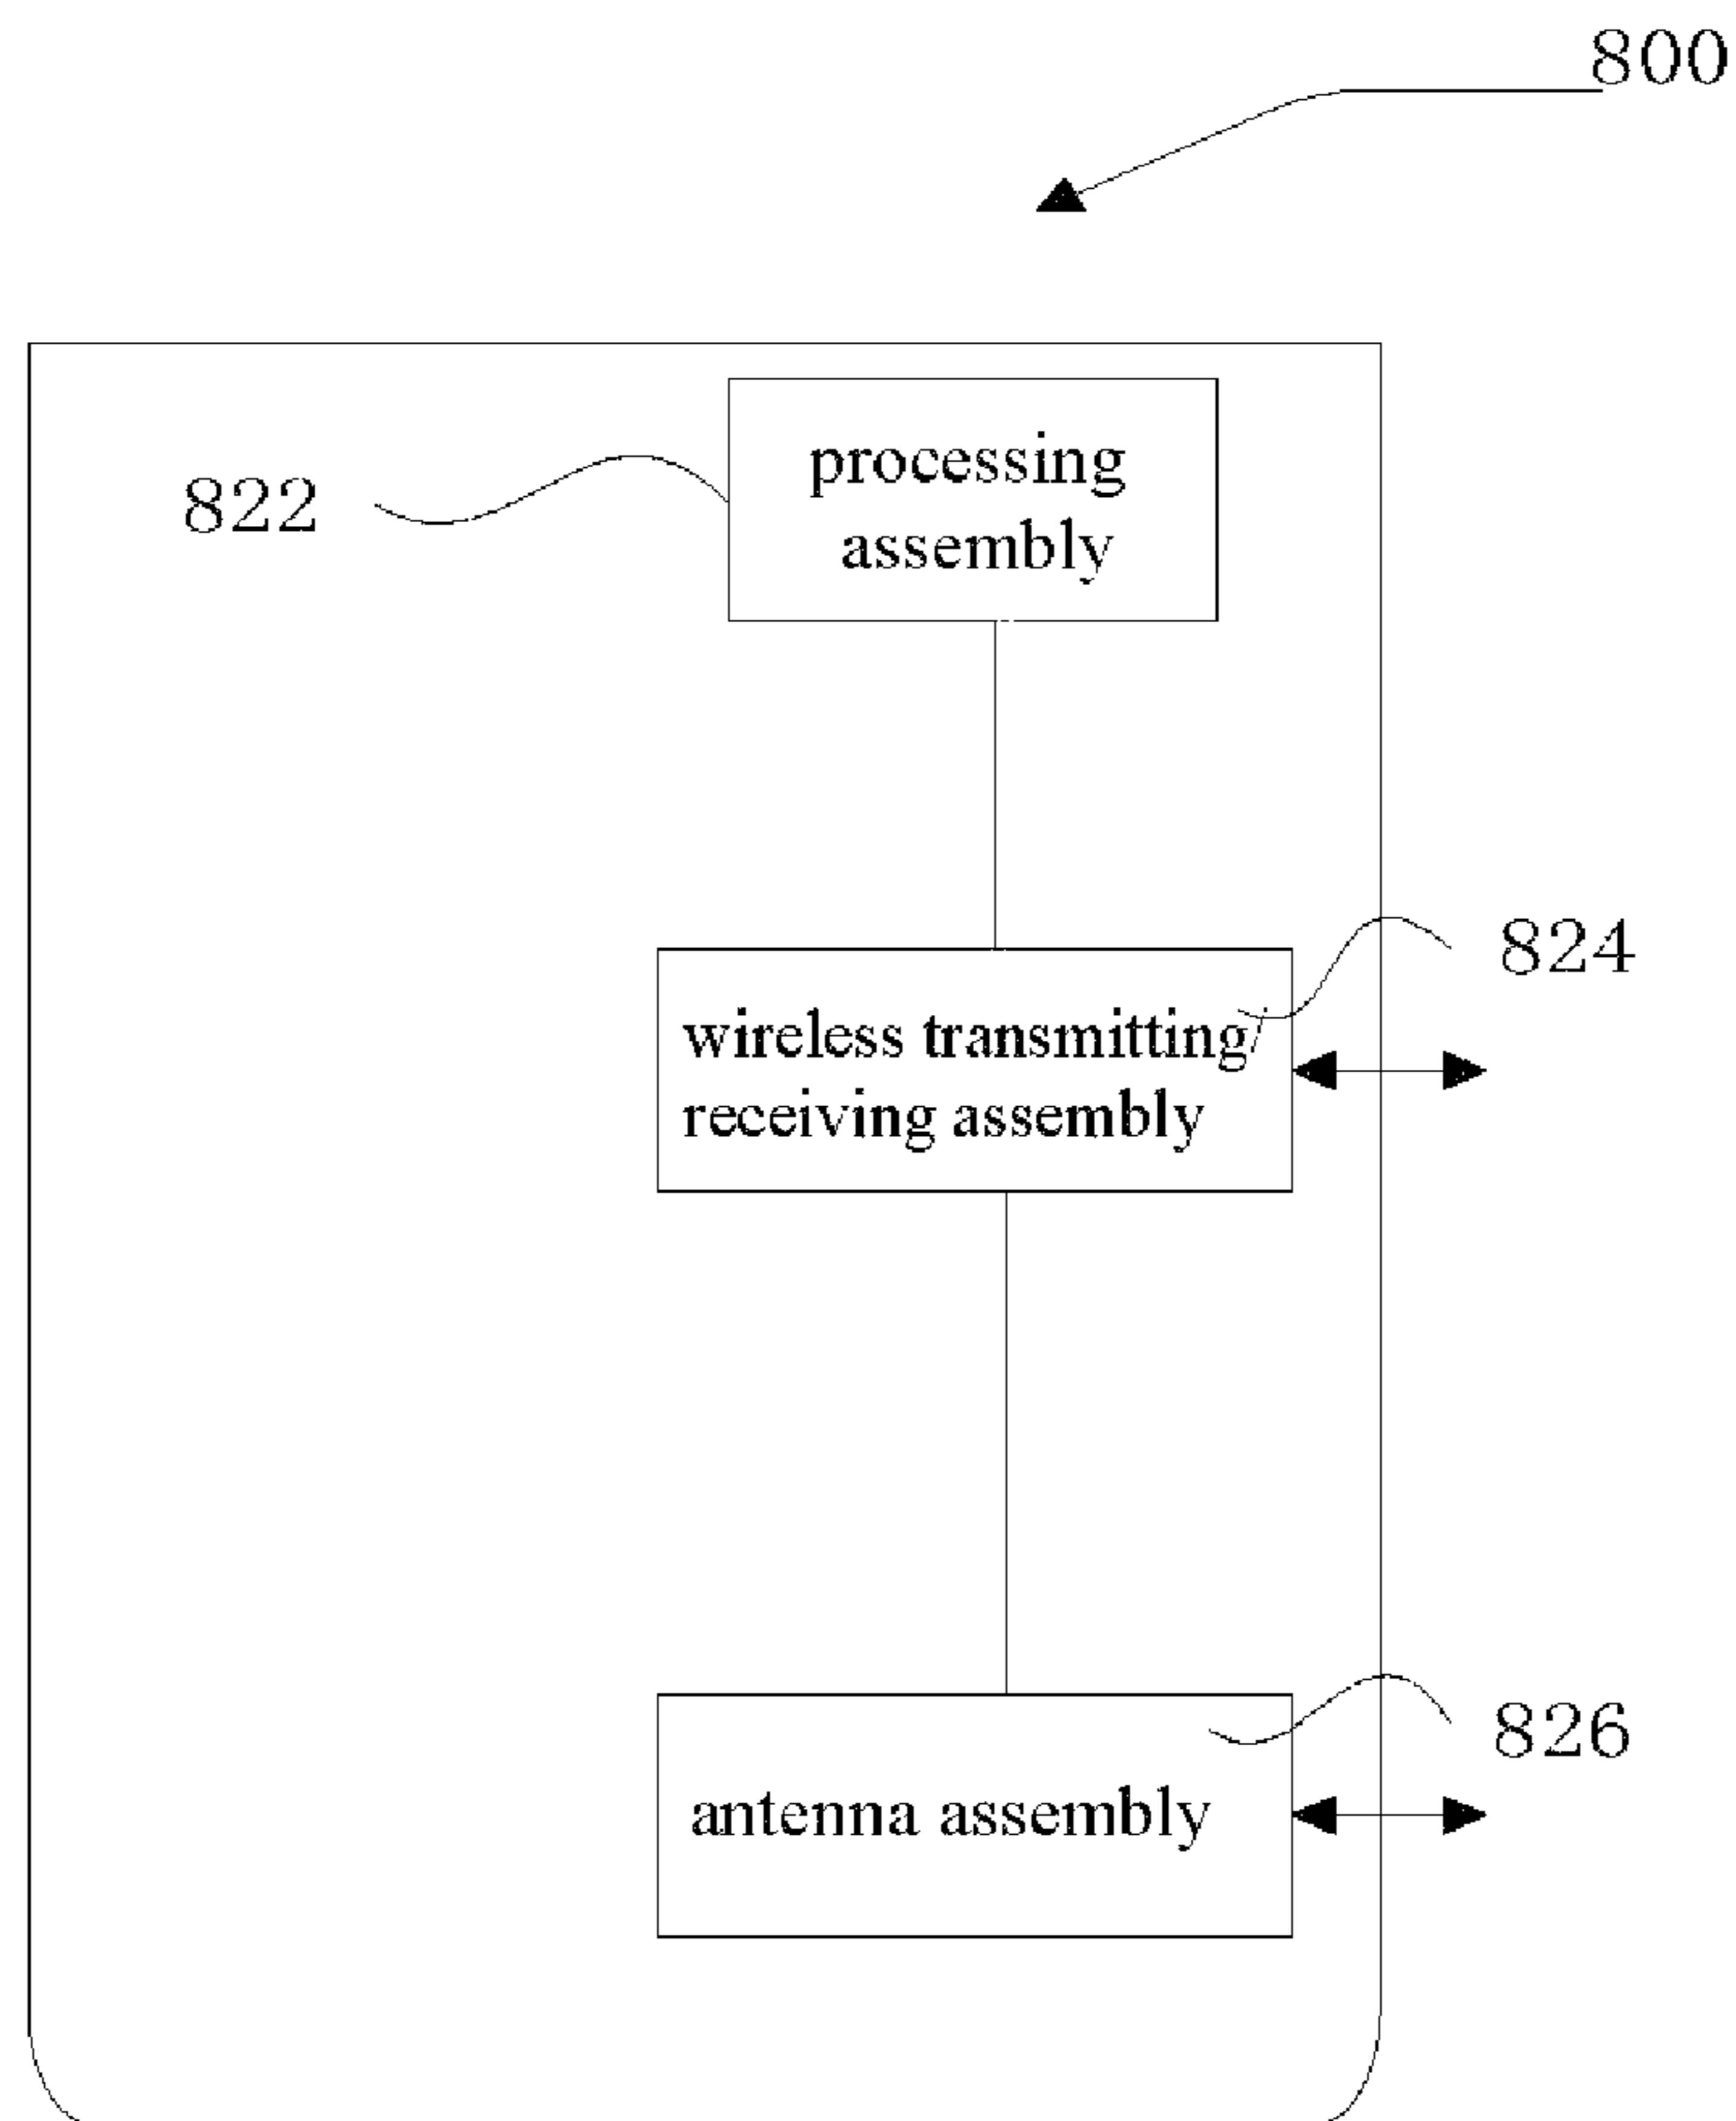 800
822
processing
assembly
824
wireless transmitting/
receiving assembly
826
antenna assembly